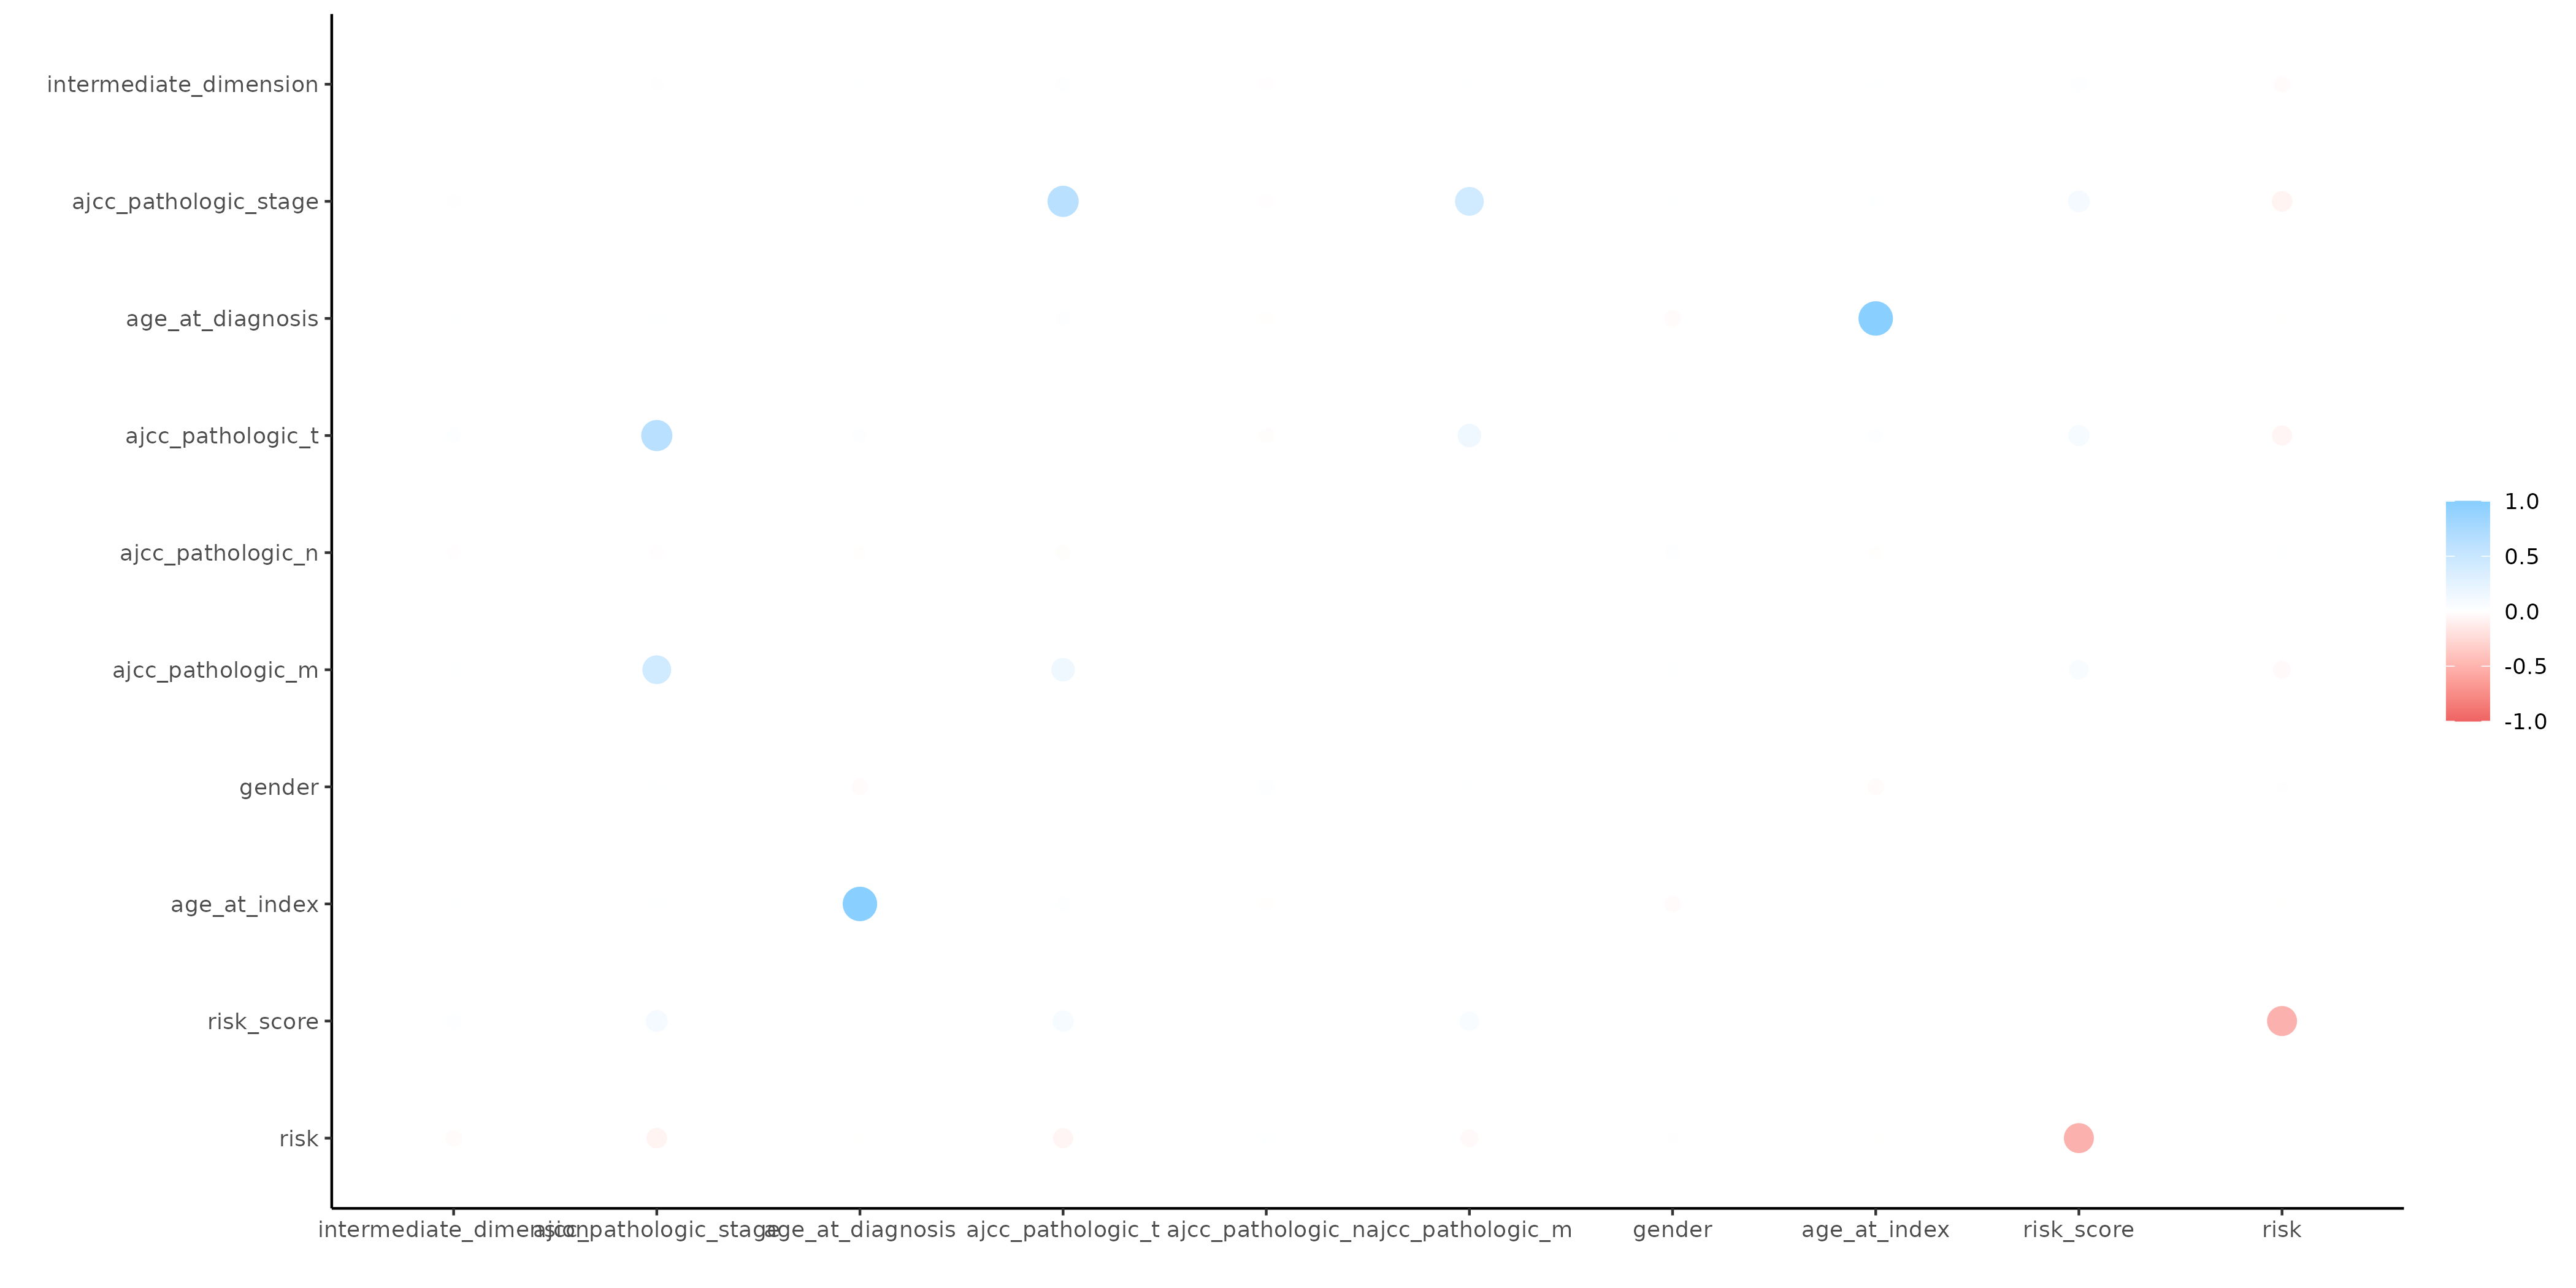 intermediate_dimension
ajcc_pathologic_stage
age_at_diagnosis
ajcc_pathologic_t
ajcc_pathologic_n
ajcc_pathologic_m
gender
age_at_index
risk_score
risk
intermediate_dimension ajcc_pathologic_stage age_at_diagnosis ajcc_pathologic_t ajcc_pathologic_n ajcc_pathologic_m gender age_at_index risk_score risk
1.0
0.5
0.0
-0.5
-1.0